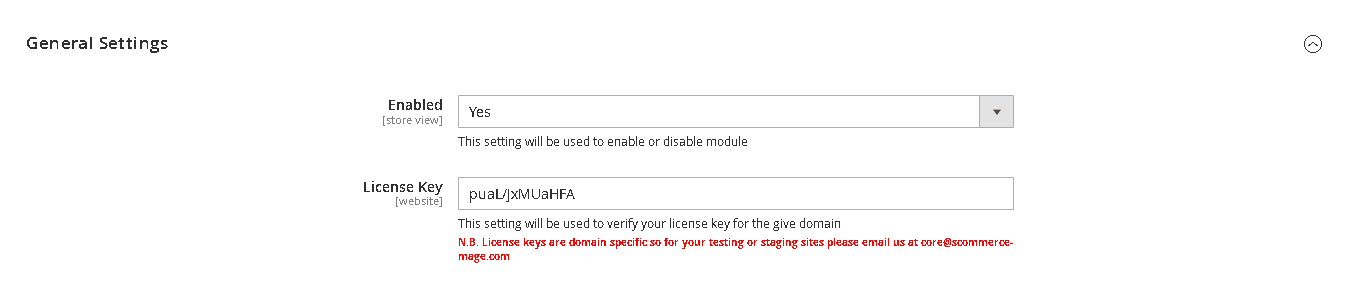 General Settings
Enabled
[store view]
Yes
This setting will be used to enable or disable module
License Key
[website]
puaL/JxMUaHFA
This setting will be used to verify your license key for the give domain
N.B. License keys are domain specific so for your testing or staging sites please email us at core@scommerce-
mage.com